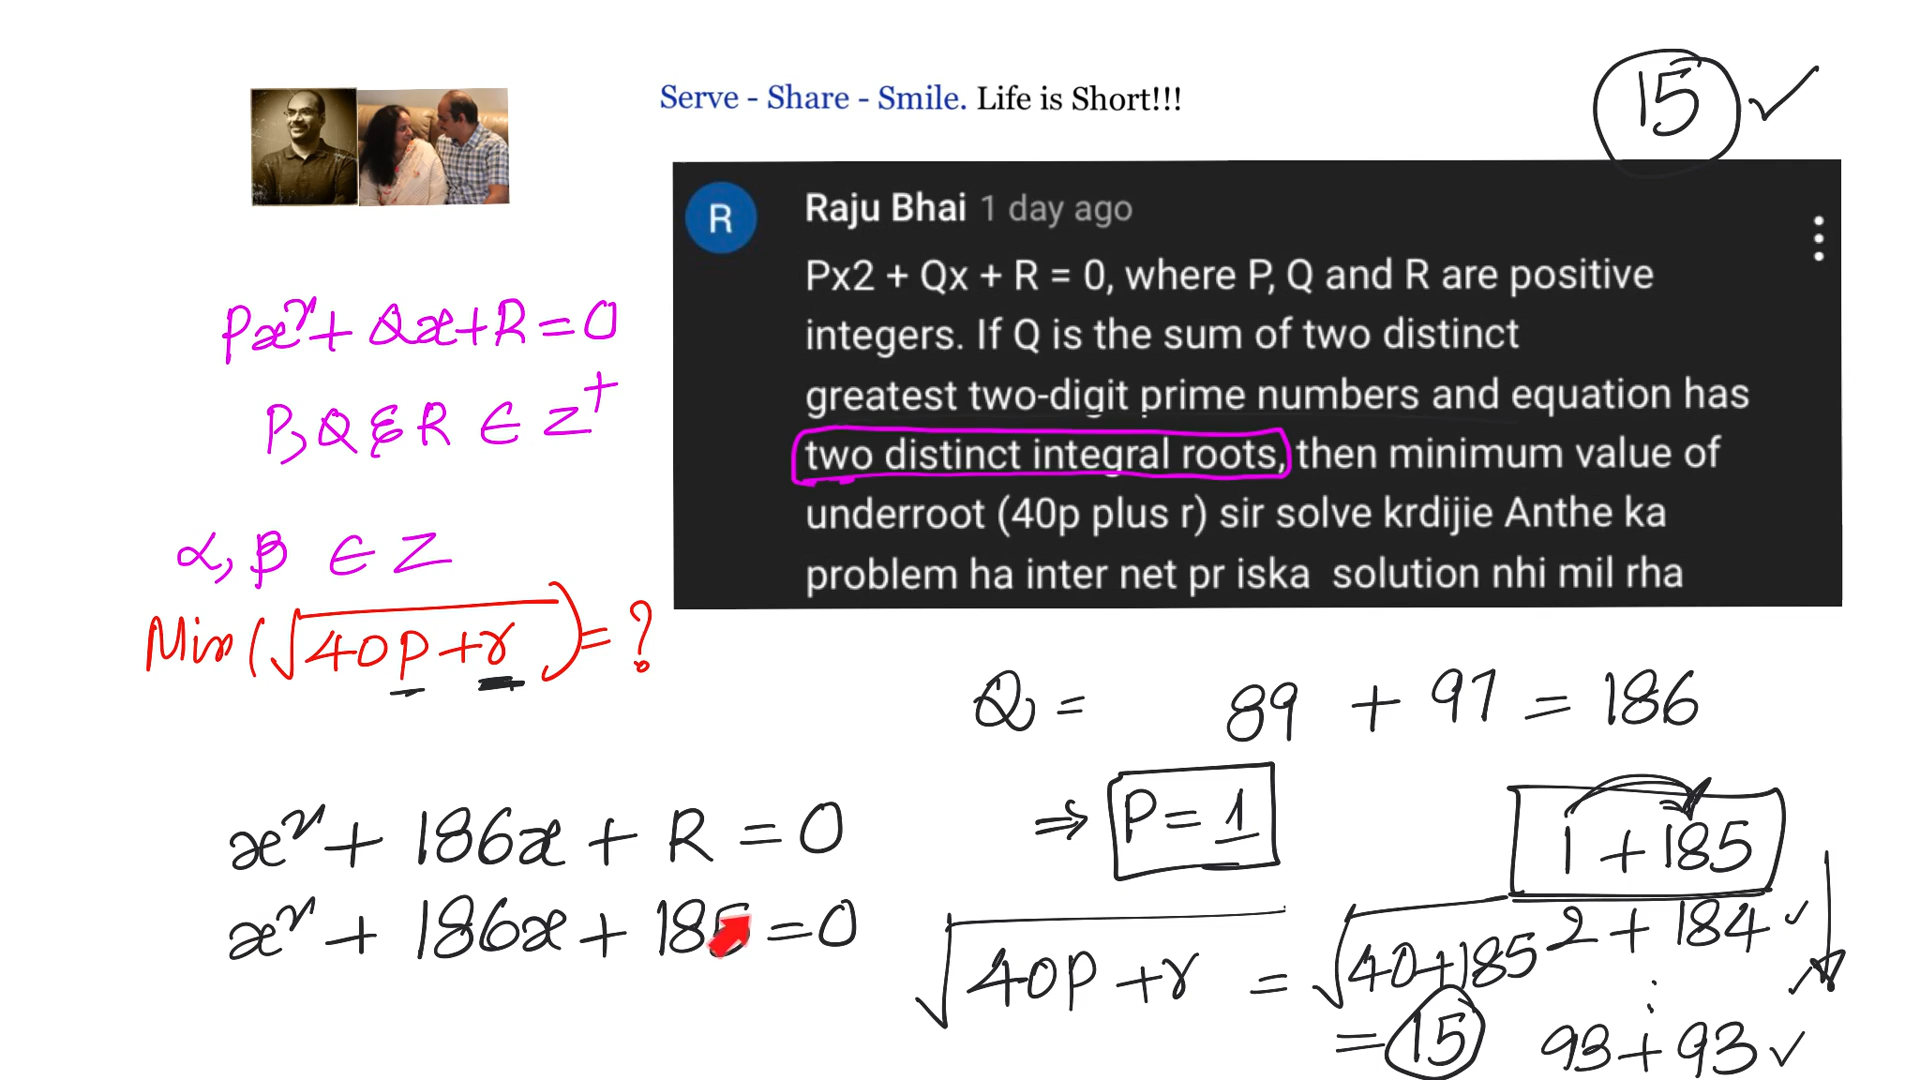 Serve - Share - Smile. Life is Short!!!
15 ✓
R
Raju Bhai 1 day ago
Px2 + Qx + R = 0, where P, Q and R are positive
integers. If Q is the sum of two distinct
greatest two-digit prime numbers and equation has
two distinct integral roots, then minimum value of
underroot (40p plus r) sir solve krdijie Anthe ka
problem ha inter net pr iska solution nhi mil rha
Px² + Qx + R = 0
P, Q & R ∈ Z⁺
α, β ∈ Z
Min(√40p + r) = ?
Q = 89 + 97 = 186
⇒ P = 1
x² + 186x + R = 0
x² + 186x + 185 = 0
1 + 185
2 + 184 ✓
⋮
93 + 93 ✓
√40p + r = √40 + 185
= 15